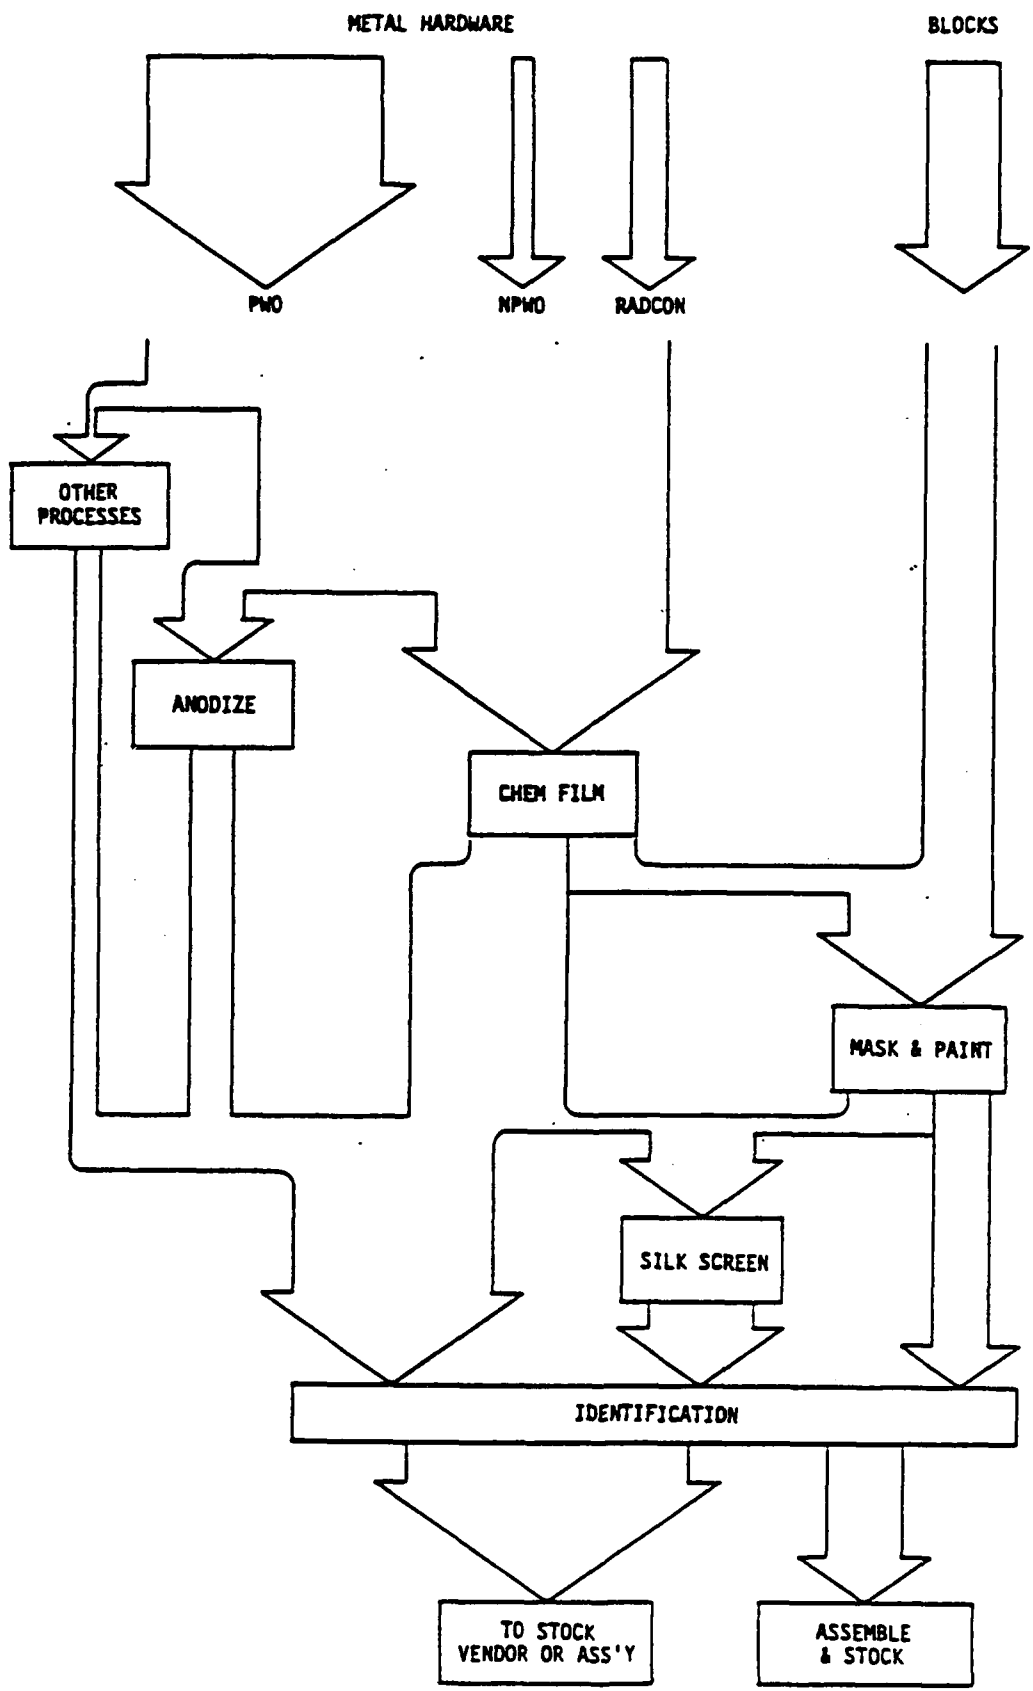 METAL HARDWARE
BLOCKS
PWO
NPWO
RADCON
OTHER
PROCESSES
ANODIZE
CHEM FILM
MASK & PAINT
SILK SCREEN
IDENTIFICATION
TO STOCK
VENDOR OR ASS'Y
ASSEMBLE
& STOCK